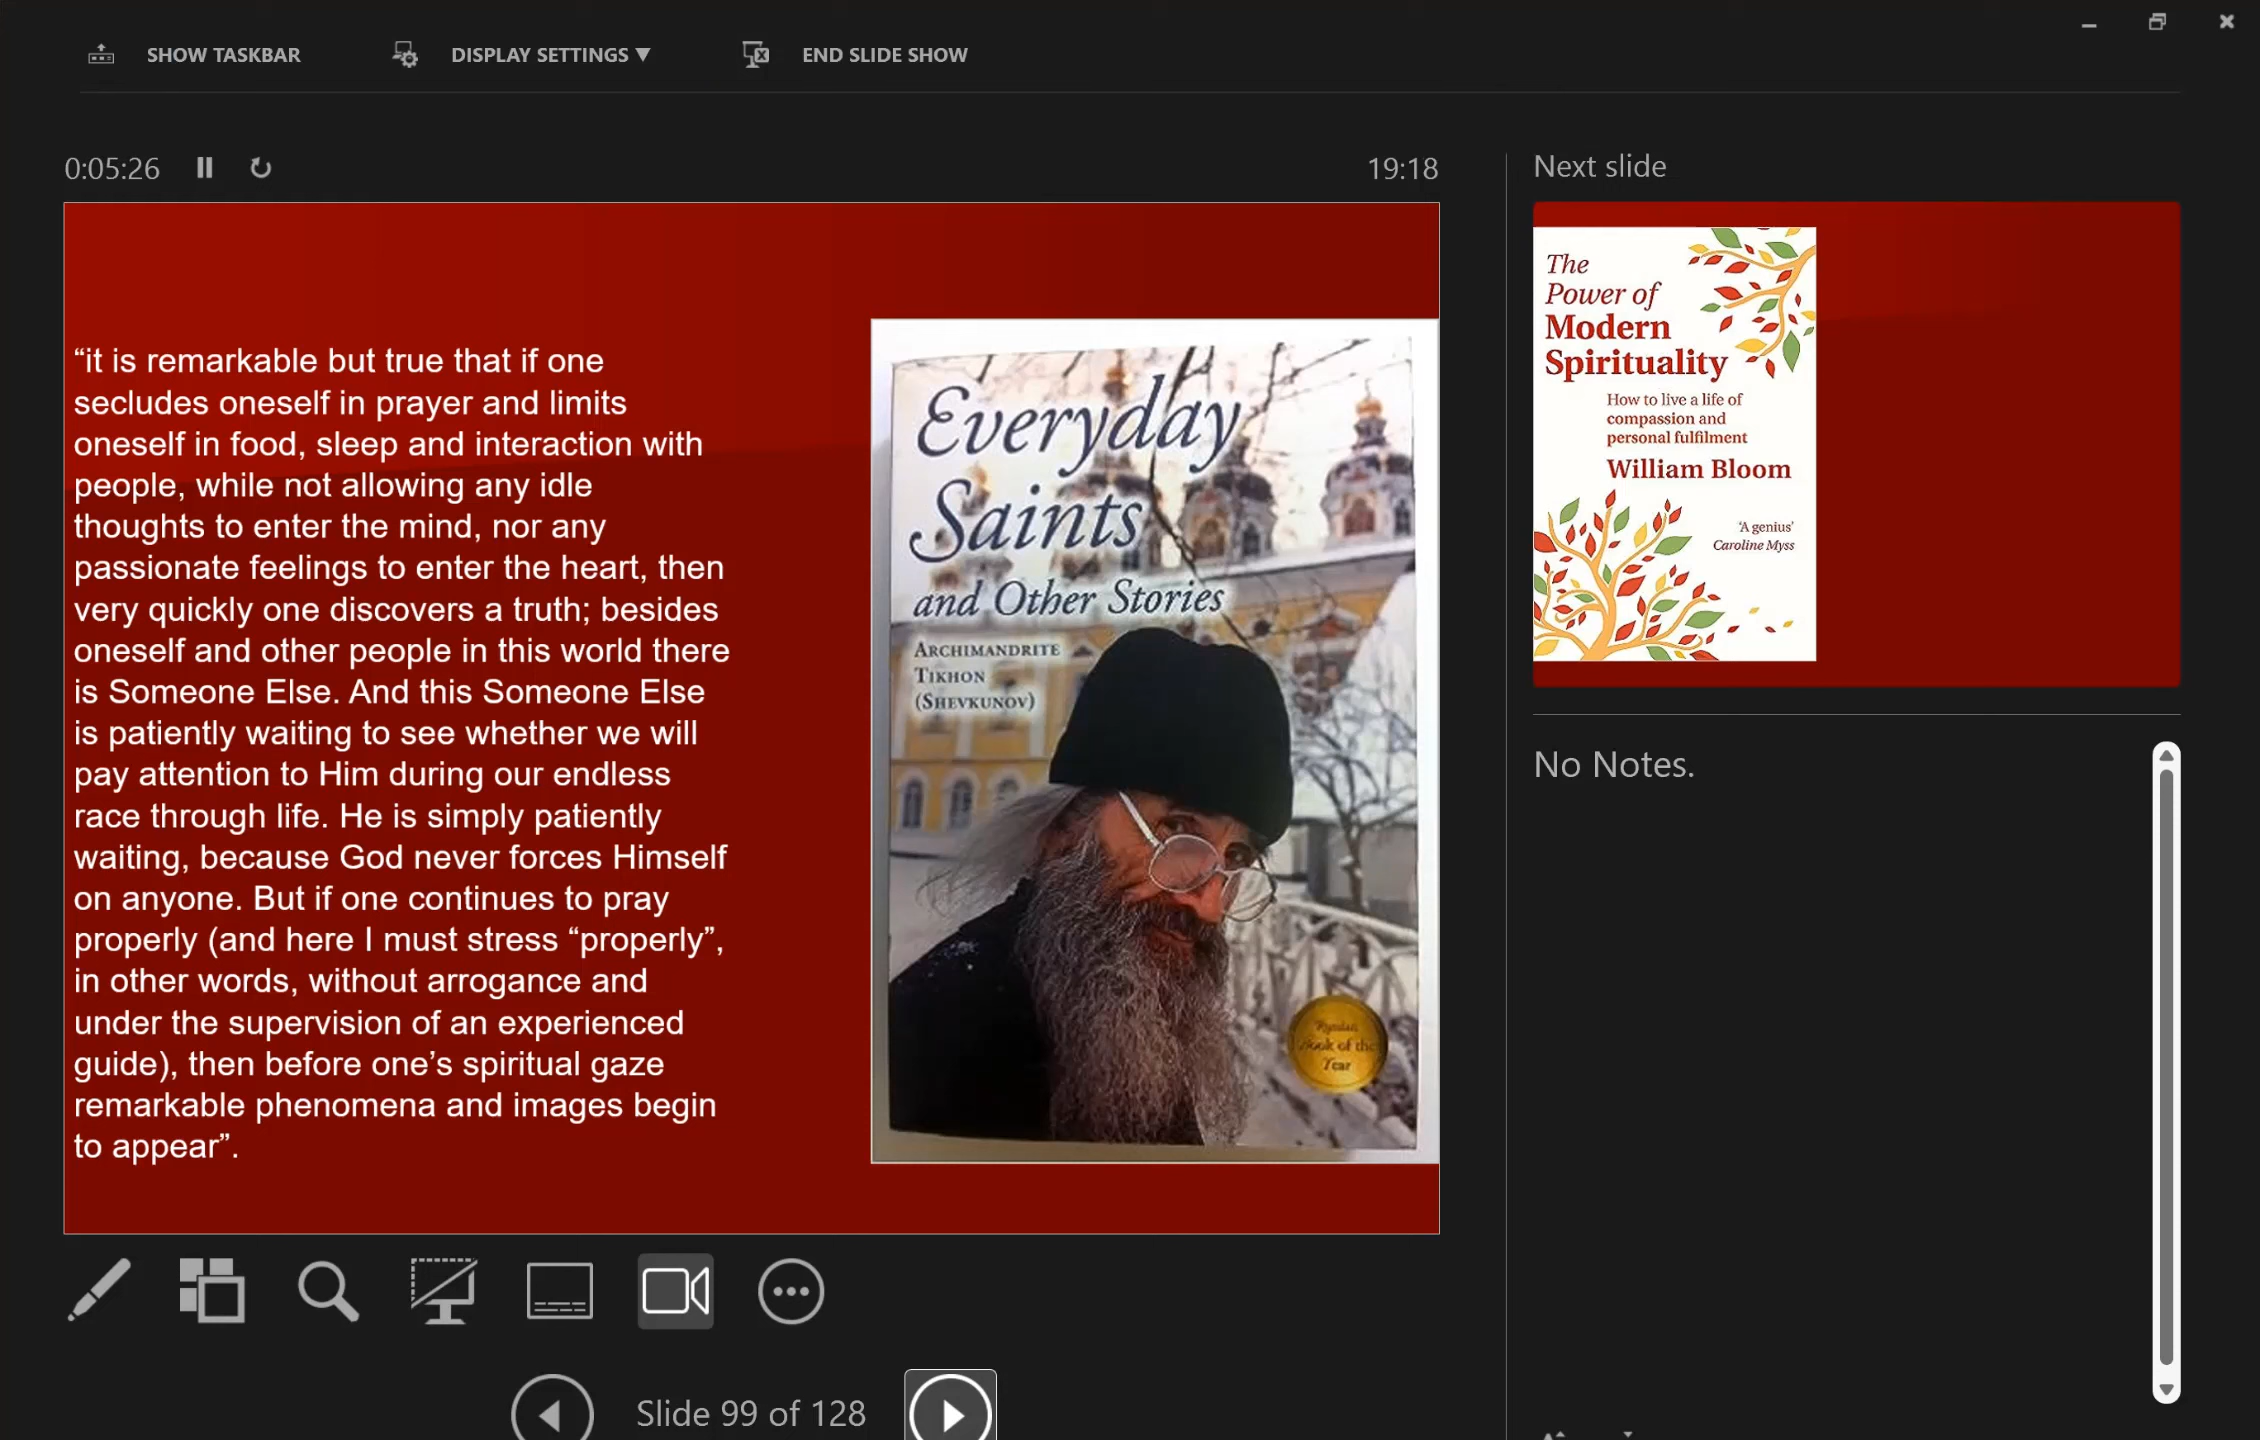 SHOW TASKBAR
DISPLAY SETTINGS ▼
END SLIDE SHOW
0:05:26
19:18
“it is remarkable but true that if one
secludes oneself in prayer and limits
oneself in food, sleep and interaction with
people, while not allowing any idle
thoughts to enter the mind, nor any
passionate feelings to enter the heart, then
very quickly one discovers a truth; besides
oneself and other people in this world there
is Someone Else. And this Someone Else
is patiently waiting to see whether we will
pay attention to Him during our endless
race through life. He is simply patiently
waiting, because God never forces Himself
on anyone. But if one continues to pray
properly (and here I must stress “properly”,
in other words, without arrogance and
under the supervision of an experienced
guide), then before one’s spiritual gaze
remarkable phenomena and images begin
to appear”.
Everyday
Saints
and Other Stories
ARCHIMANDRITE
TIKHON
(SHEVKUNOV)
Book of the
Year
Next slide
The
Power of
Modern
Spirituality
How to live a life of
compassion and
personal fulfilment
William Bloom
‘A genius’
Caroline Myss
No Notes.
Slide 99 of 128